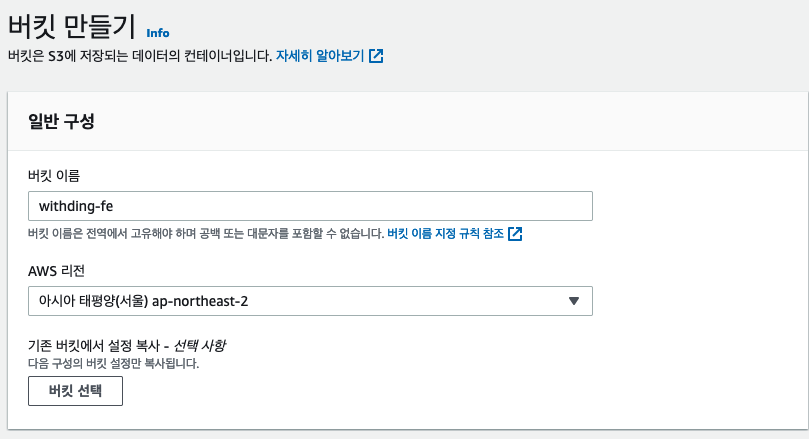 버킷 만들기 Info
버킷은 S3에 저장되는 데이터의 컨테이너입니다. 자세히 알아보기
일반 구성
버킷 이름
withding-fe
버킷 이름은 전역에서 고유해야 하며 공백 또는 대문자를 포함할 수 없습니다. 버킷 이름 지정 규칙 참조
AWS 리전
아시아 태평양(서울) ap-northeast-2
기존 버킷에서 설정 복사 - 선택 사항
다음 구성의 버킷 설정만 복사됩니다.
버킷 선택